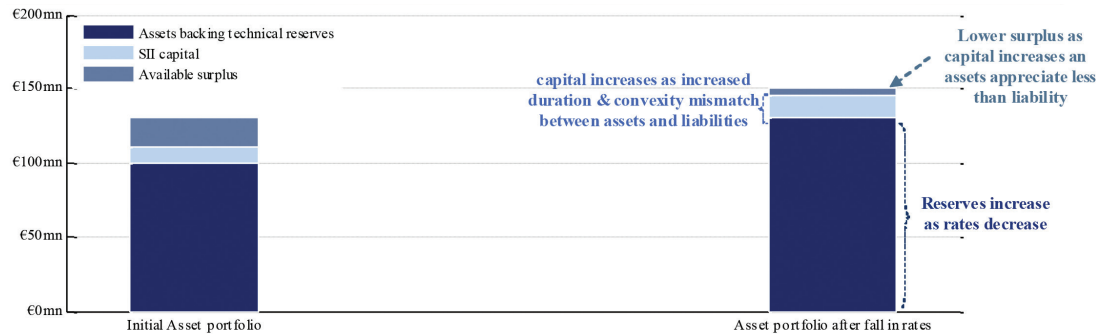 €200mn
€150mn
€100mn
€50mn
€0mn
Assets backing technical reserves
SII capital
Available surplus
capital increases as increased
duration & convexity mismatch
between assets and liabilities
Lower surplus as
capital increases an
assets appreciate less
than liability
Reserves increase
as rates decrease
Initial Asset portfolio
Asset portfolio after fall in rates